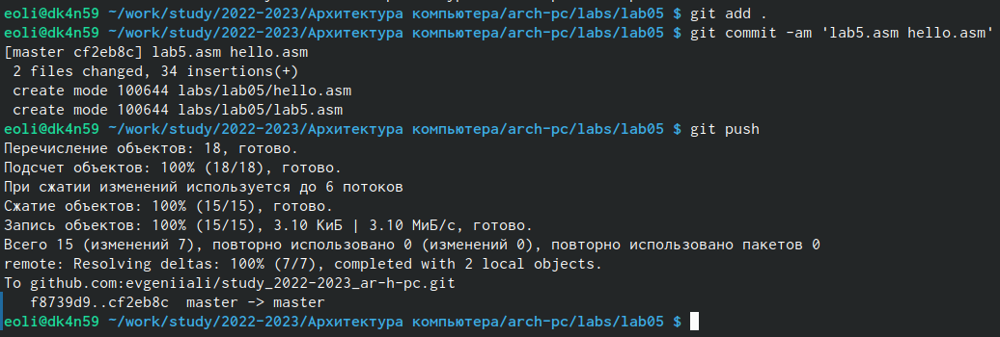 eoli@dk4n59 ~/work/study/2022-2023/Архитектура компьютера/arch-pc/labs/lab05 $ git add .
eoli@dk4n59 ~/work/study/2022-2023/Архитектура компьютера/arch-pc/labs/lab05 $ git commit -am 'lab5.asm hello.asm'
[master cf2eb8c] lab5.asm hello.asm
 2 files changed, 34 insertions(+)
 create mode 100644 labs/lab05/hello.asm
 create mode 100644 labs/lab05/lab5.asm
eoli@dk4n59 ~/work/study/2022-2023/Архитектура компьютера/arch-pc/labs/lab05 $ git push
Перечисление объектов: 18, готово.
Подсчет объектов: 100% (18/18), готово.
При сжатии изменений используется до 6 потоков
Сжатие объектов: 100% (15/15), готово.
Запись объектов: 100% (15/15), 3.10 КиБ | 3.10 МиБ/с, готово.
Всего 15 (изменений 7), повторно использовано 0 (изменений 0), повторно использовано пакетов 0
remote: Resolving deltas: 100% (7/7), completed with 2 local objects.
To github.com:evgeniiali/study_2022-2023_ar-h-pc.git
   f8739d9..cf2eb8c  master -> master
eoli@dk4n59 ~/work/study/2022-2023/Архитектура компьютера/arch-pc/labs/lab05 $